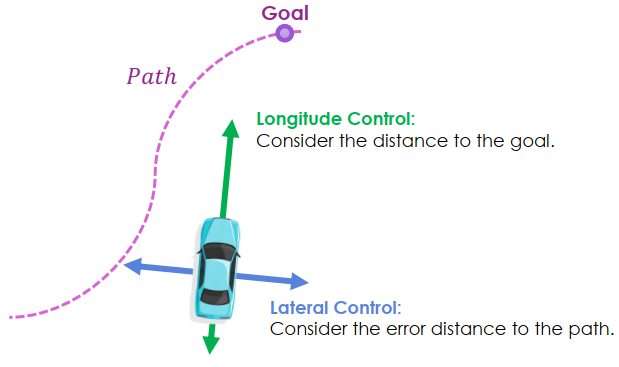 Goal
Path
Longitude Control:
Consider the distance to the goal.
Lateral Control:
Consider the error distance to the path.